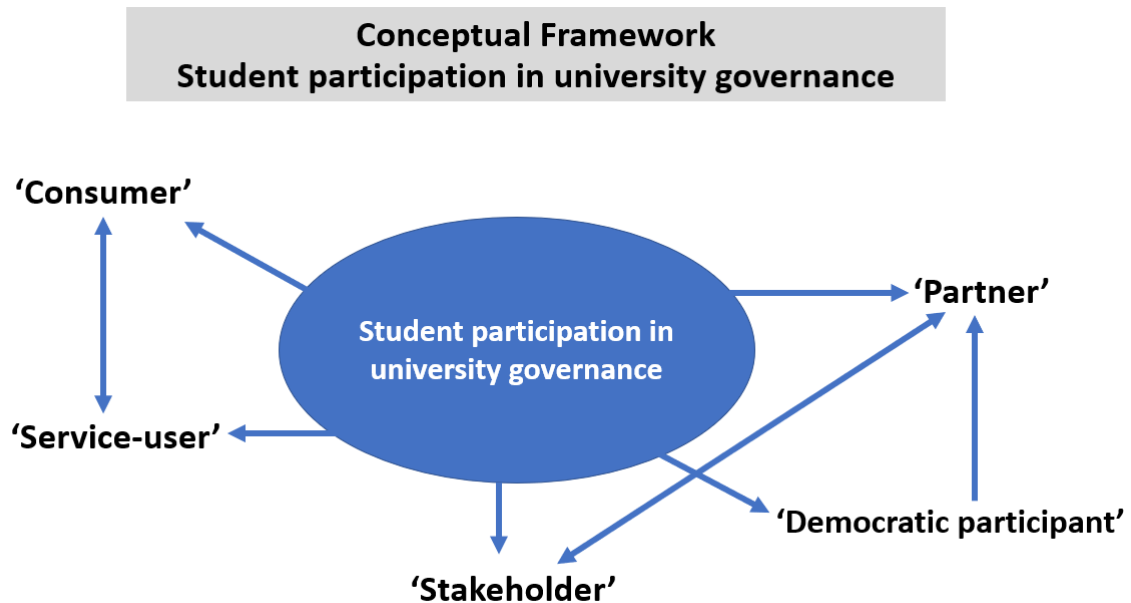 Conceptual Framework
Student participation in university governance
‘Consumer’
‘Partner’
Student participation in
university governance
‘Service-user’
‘Democratic participant’
‘Stakeholder’